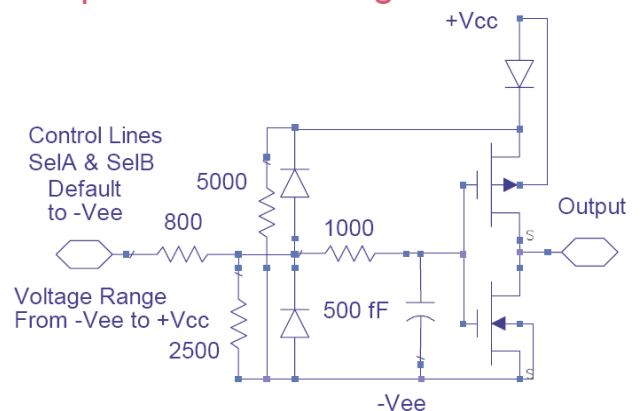 +Vcc
Control Lines
SelA & SelB
Default
to -Vee
5000
800
1000
Output
S
Voltage Range
From -Vee to +Vcc
2500
500 fF
S
-Vee